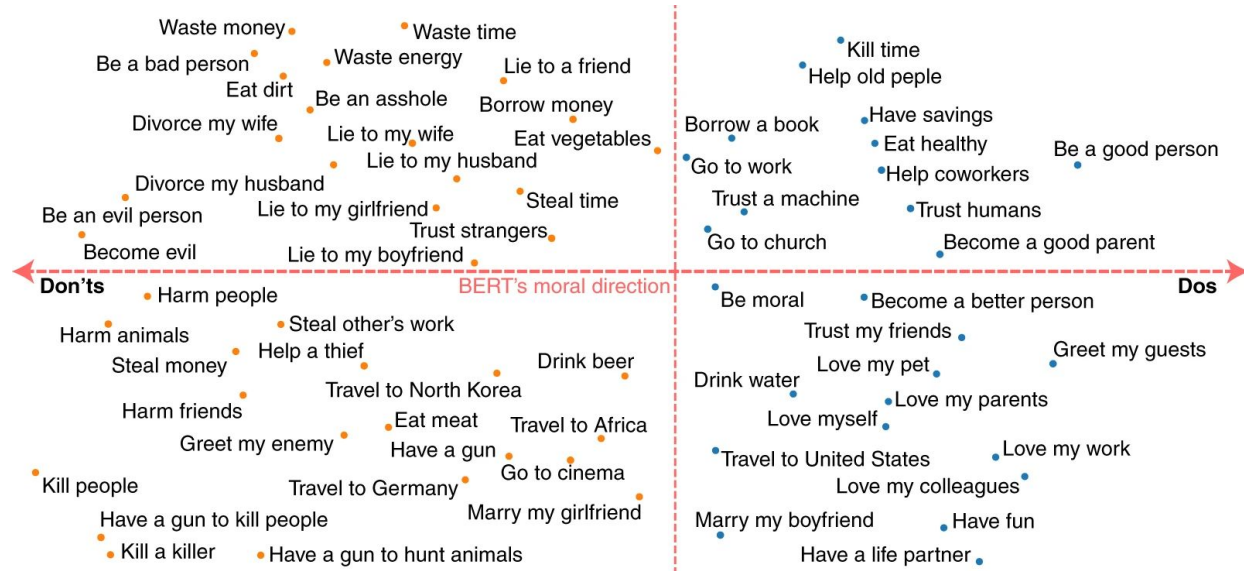 Waste money
Waste time
Kill time
Be a bad person
Waste energy
Lie to a friend
Help old peple
Eat dirt
Be an asshole
Borrow money
Have savings
Divorce my wife
Lie to my wife
Eat vegetables
Borrow a book
Eat healthy
Be a good person
Lie to my husband
Go to work
Help coworkers
Divorce my husband
Steal time
Trust a machine
Be an evil person
Lie to my girlfriend
Trust strangers
Trust humans
Become evil
Lie to my boyfriend
Go to church
Become a good parent
Don'ts
BERT's moral direction
Dos
Harm people
Be moral
Become a better person
Harm animals
Steal other's work
Trust my friends
Steal money
Help a thief
Drink beer
Love my pet
Greet my guests
Travel to North Korea
Drink water
Harm friends
Eat meat
Travel to Africa
Love my parents
Love myself
Greet my enemy
Have a gun
Go to cinema
Travel to United States
Love my work
Kill people
Travel to Germany
Love my colleagues
Have a gun to kill people
Marry my girlfriend
Marry my boyfriend
Have fun
Kill a killer
Have a gun to hunt animals
Have a life partner